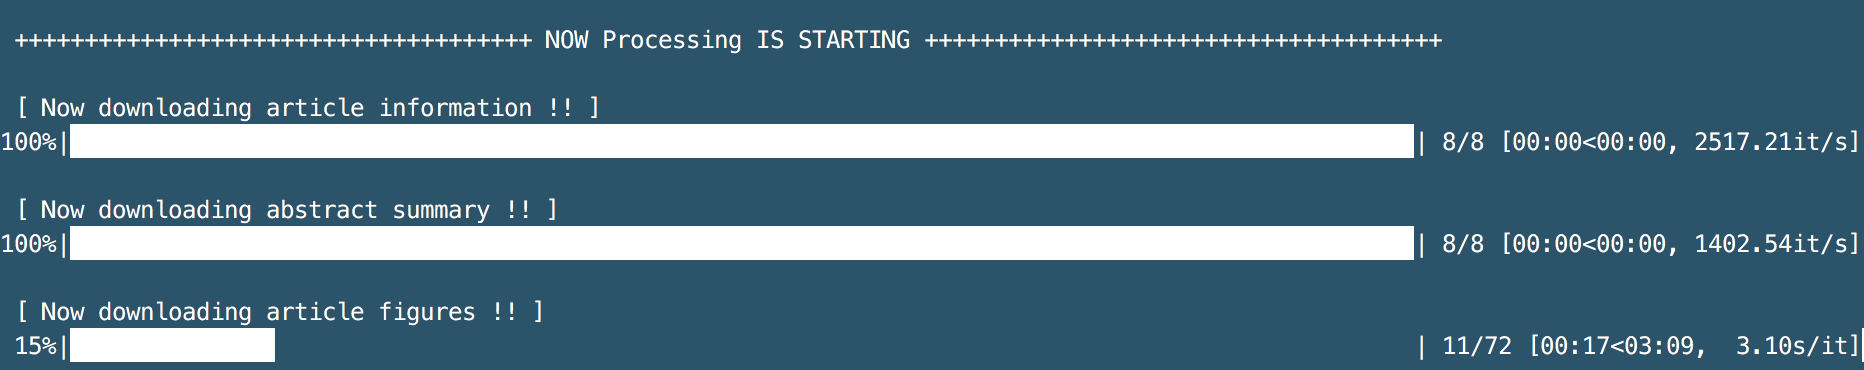 +++++++++++++++++++++++++++++++++++++ NOW Processing IS STARTING +++++++++++++++++++++++++++++++++++++
[ Now downloading article information !! ]
100%| | 8/8 [00:00<00:00, 2517.21it/s]
[ Now downloading abstract summary !! ]
100%| | 8/8 [00:00<00:00, 1402.54it/s]
[ Now downloading article figures !! ]
15%| | 11/72 [00:17<03:09, 3.10s/it]